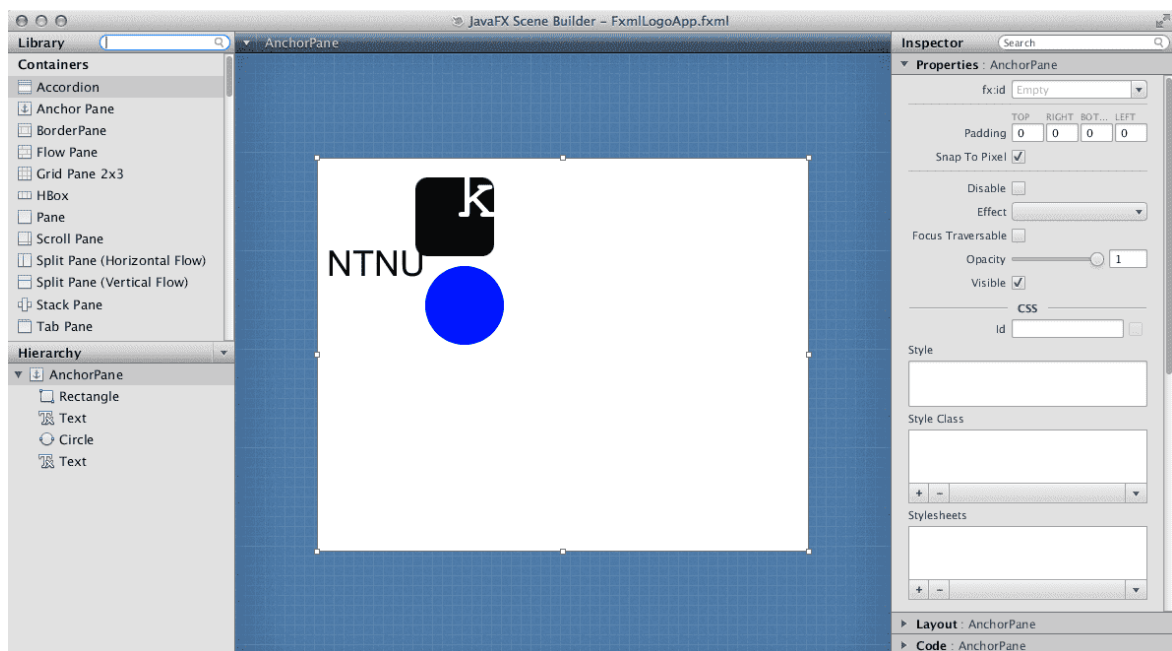 JavaFX Scene Builder – FxmlLogoApp.fxml
Library
Containers
Accordion
Anchor Pane
BorderPane
Flow Pane
Grid Pane 2x3
HBox
Pane
Scroll Pane
Split Pane (Horizontal Flow)
Split Pane (Vertical Flow)
Stack Pane
Tab Pane
Hierarchy
AnchorPane
Rectangle
Text
Circle
Text
AnchorPane
k
NTNU
Inspector Search
Properties : AnchorPane
fx:id Empty
TOP RIGHT BOT... LEFT
Padding 0 0 0 0
Snap To Pixel
Disable
Effect
Focus Traversable
Opacity 1
Visible
CSS
Id
Style
Style Class
+ –
Stylesheets
+ –
Layout : AnchorPane
Code : AnchorPane